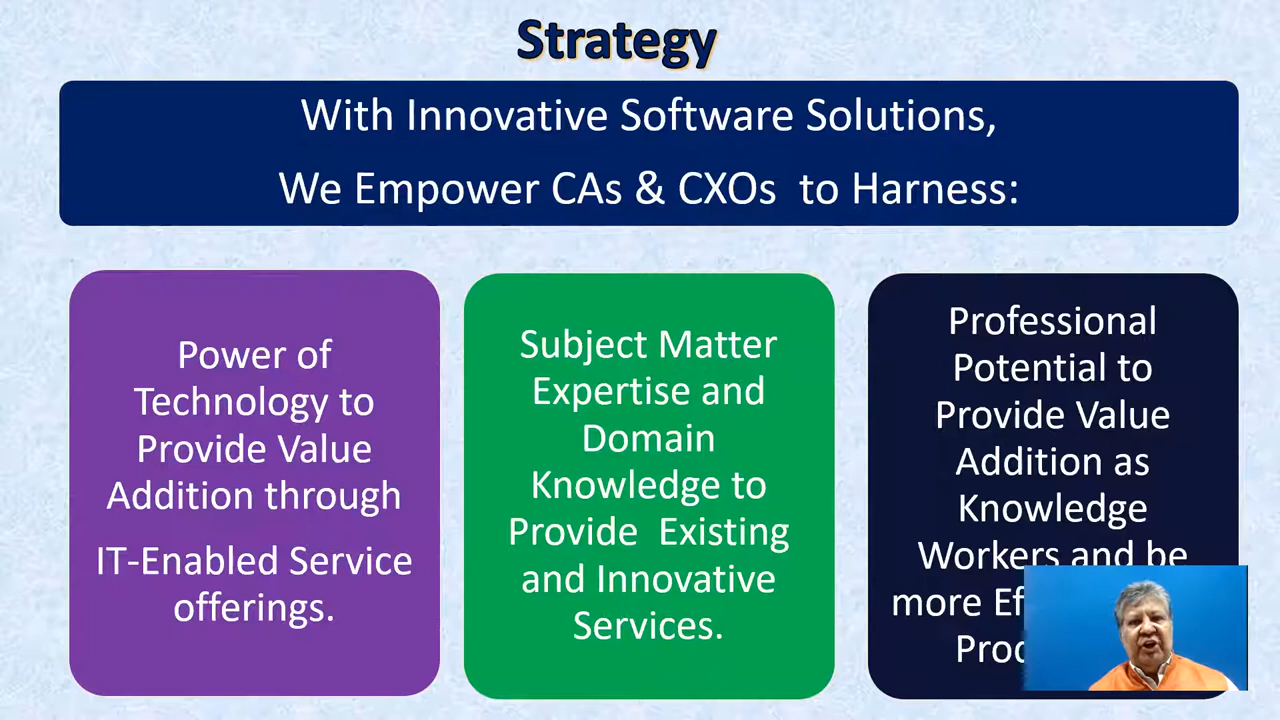 Strategy
With Innovative Software Solutions,
We Empower CAs & CXOs to Harness:
Power of
Technology to
Provide Value
Addition through
IT-Enabled Service
offerings.
Subject Matter
Expertise and
Domain
Knowledge to
Provide Existing
and Innovative
Services.
Professional
Potential to
Provide Value
Addition as
Knowledge
Workers and be
more